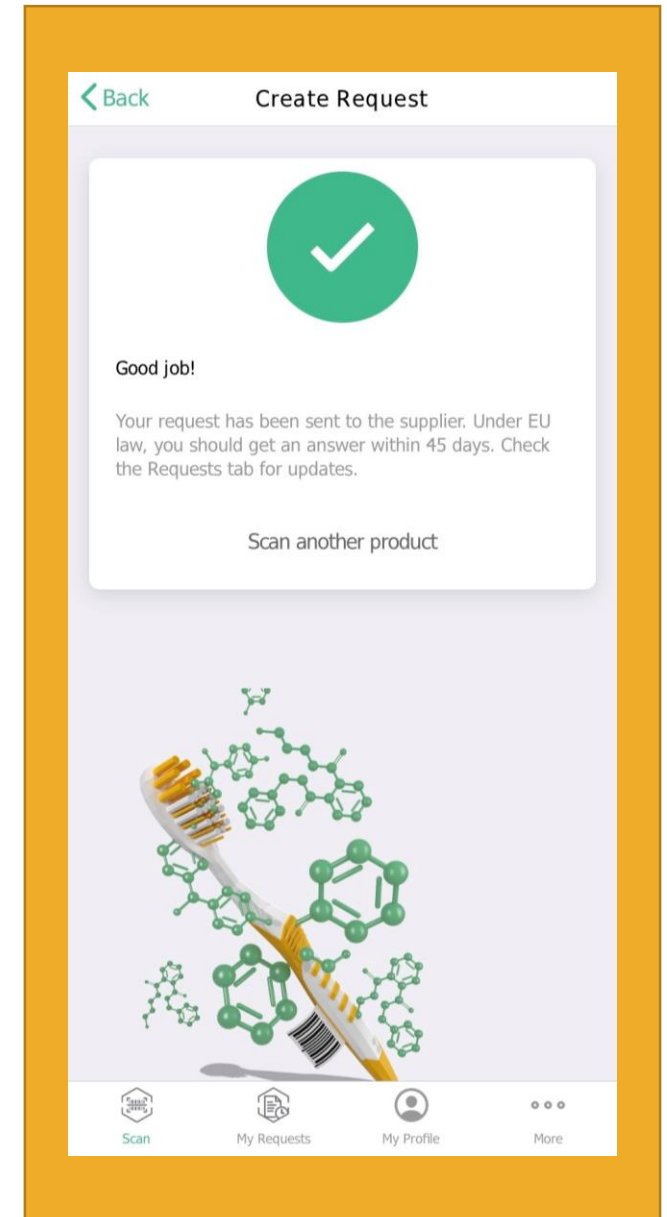 Back
Create Request
Good job!
Your request has been sent to the supplier. Under EU
law, you should get an answer within 45 days. Check
the Requests tab for updates.
Scan another product
Scan
My Requests
My Profile
More